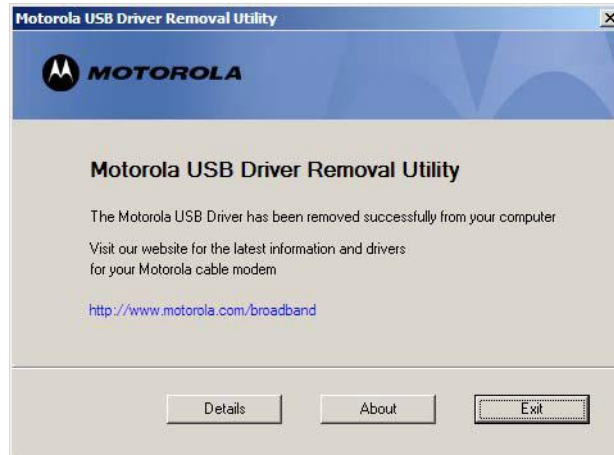 Motorola USB Driver Removal Utility
MOTOROLA
Motorola USB Driver Removal Utility
The Motorola USB Driver has been removed successfully from your computer
Visit our website for the latest information and drivers
for your Motorola cable modem
http://www.motorola.com/broadband
Details About Exit